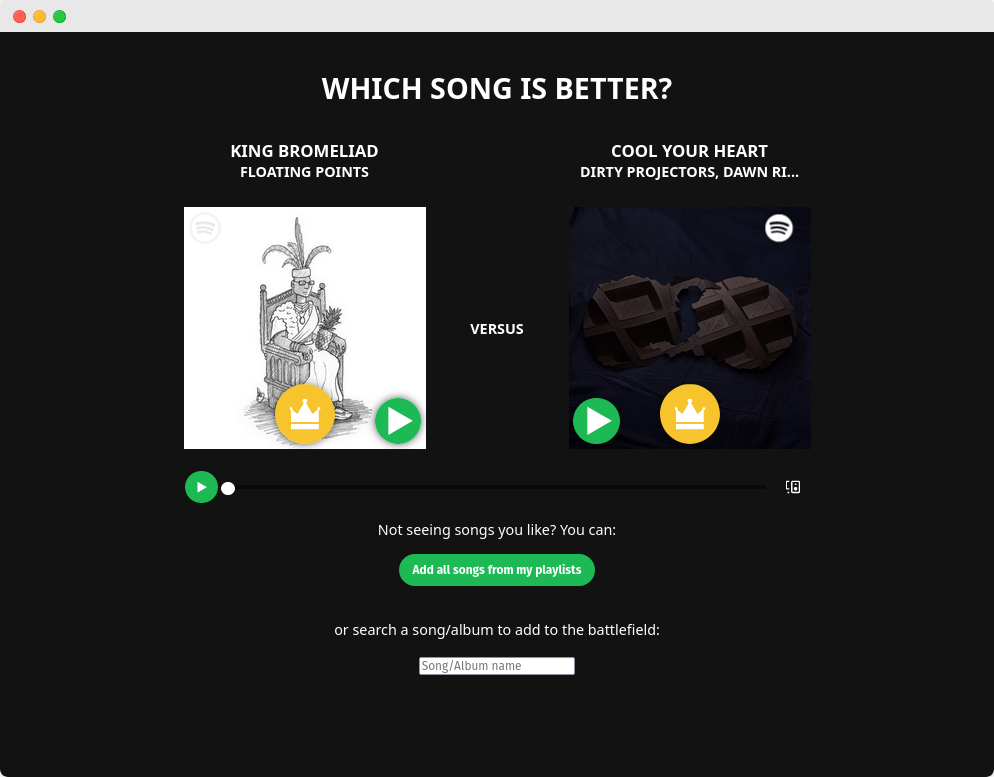 WHICH SONG IS BETTER?
KING BROMELIAD
FLOATING POINTS
COOL YOUR HEART
DIRTY PROJECTORS, DAWN RI...
VERSUS
Not seeing songs you like? You can:
Add all songs from my playlists
or search a song/album to add to the battlefield:
Song/Album name